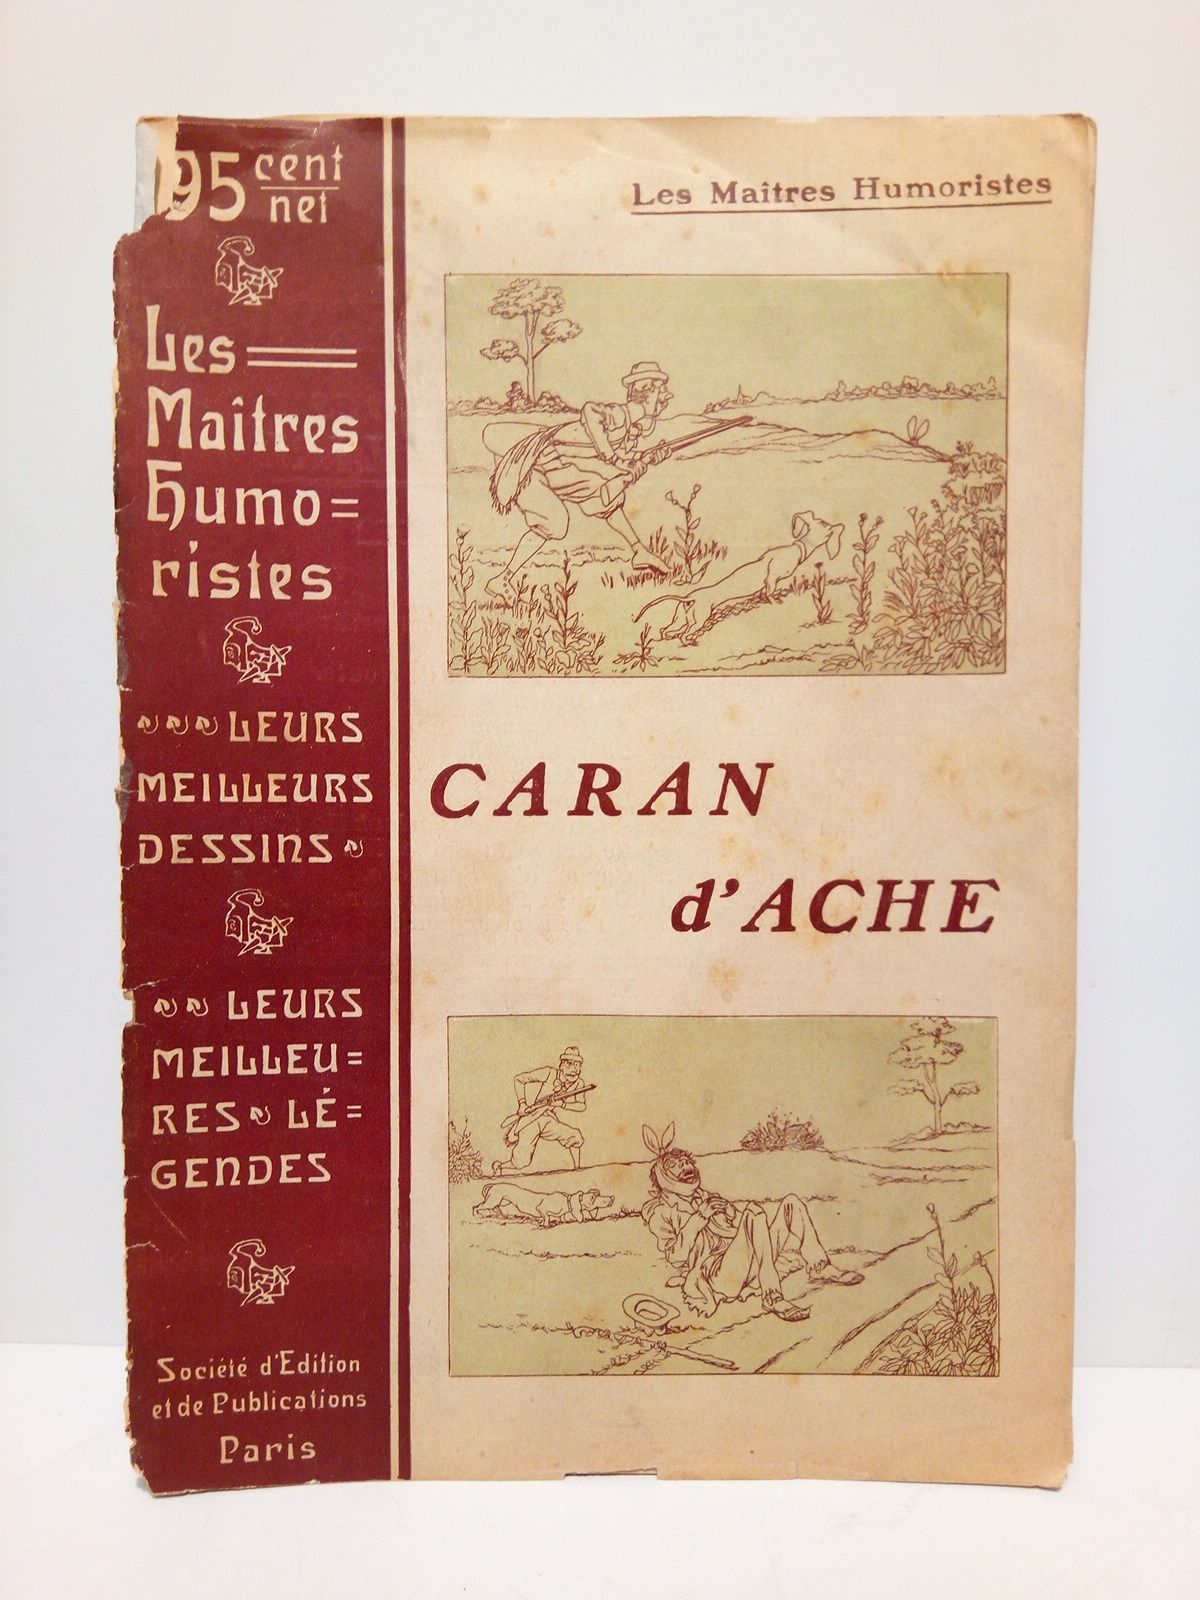 95 cent
net
Les
Maîtres
humo=
ristes
LEURS
MEILLEURS
DESSINS
LEURS
MEILLEU=
RES LÉ=
GENDES
Société d'Edition
et de Publications
Paris
Les Maîtres Humoristes
CARAN
d'ACHE